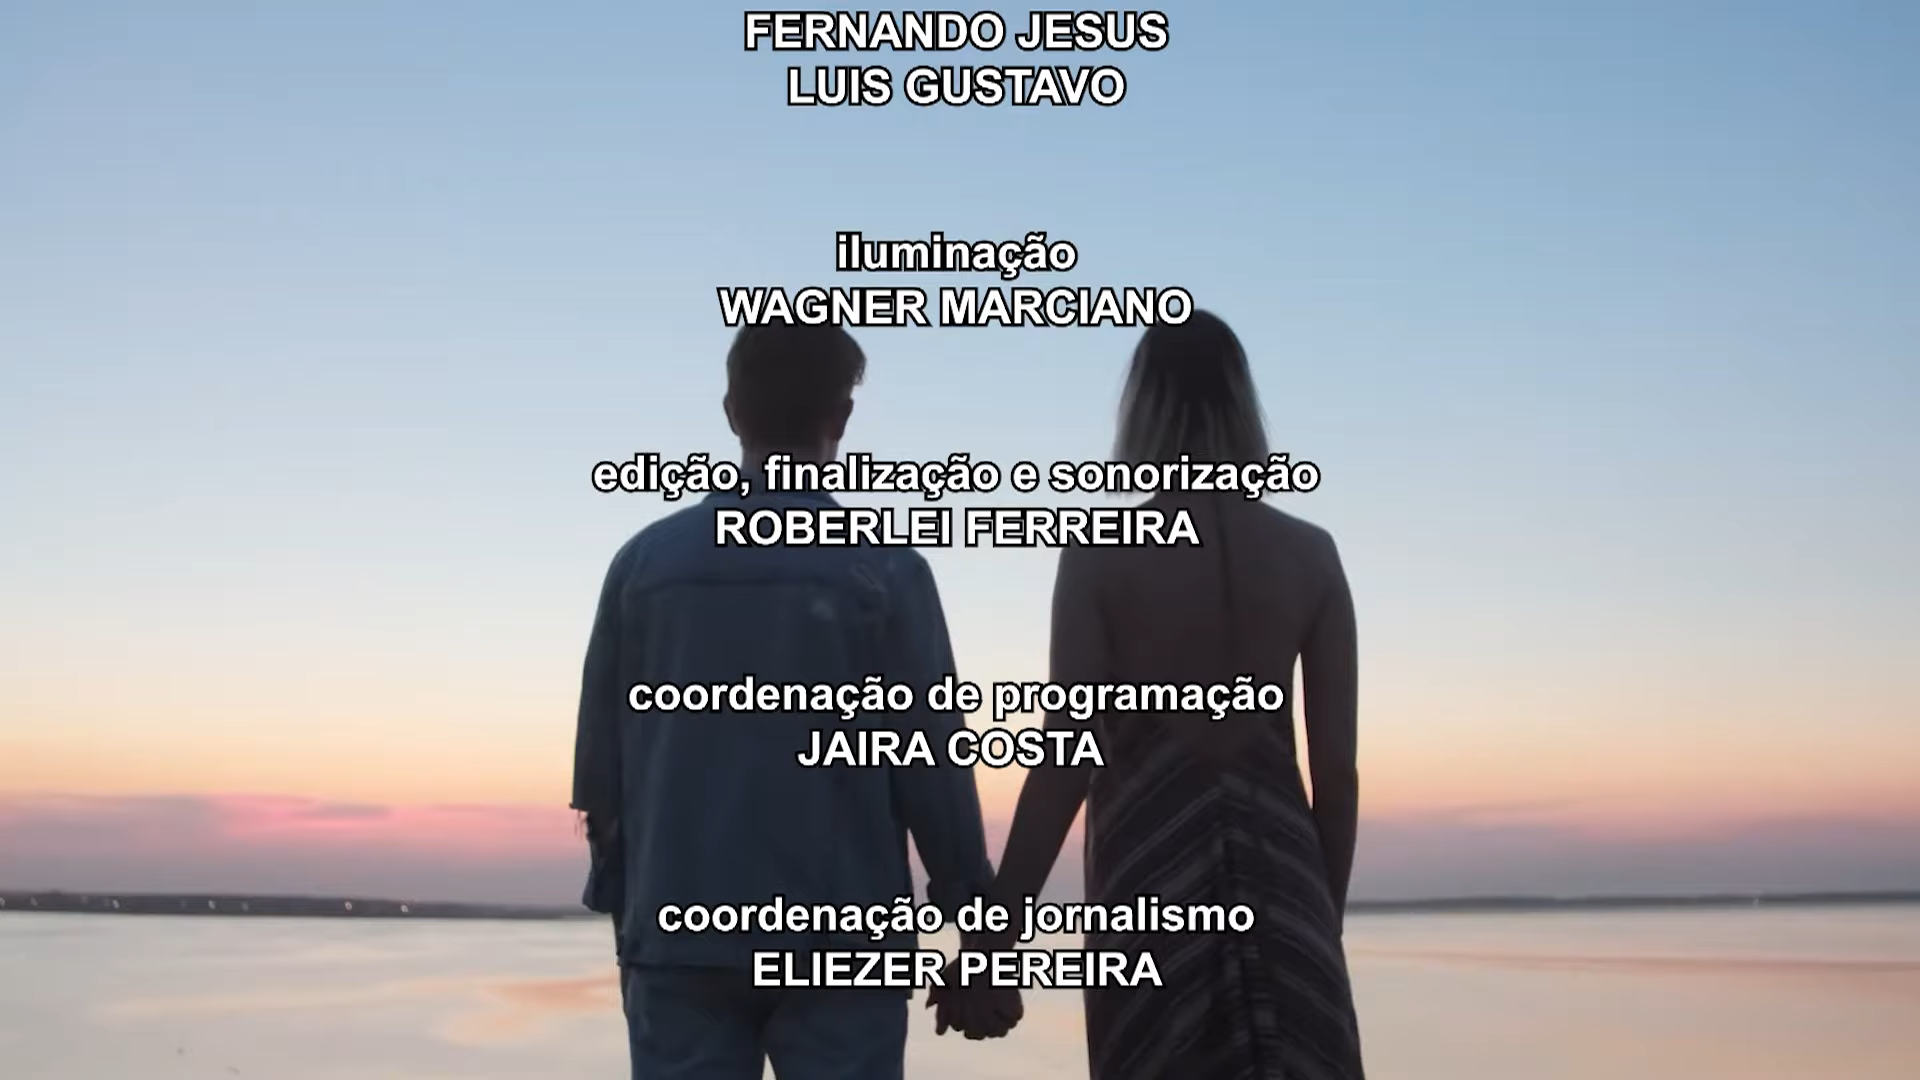 FERNANDO JESUS
LUIS GUSTAVO
iluminação
WAGNER MARCIANO
edição, finalização e sonorização
ROBERLEI FERREIRA
coordenação de programação
JAIRA COSTA
coordenação de jornalismo
ELIEZER PEREIRA